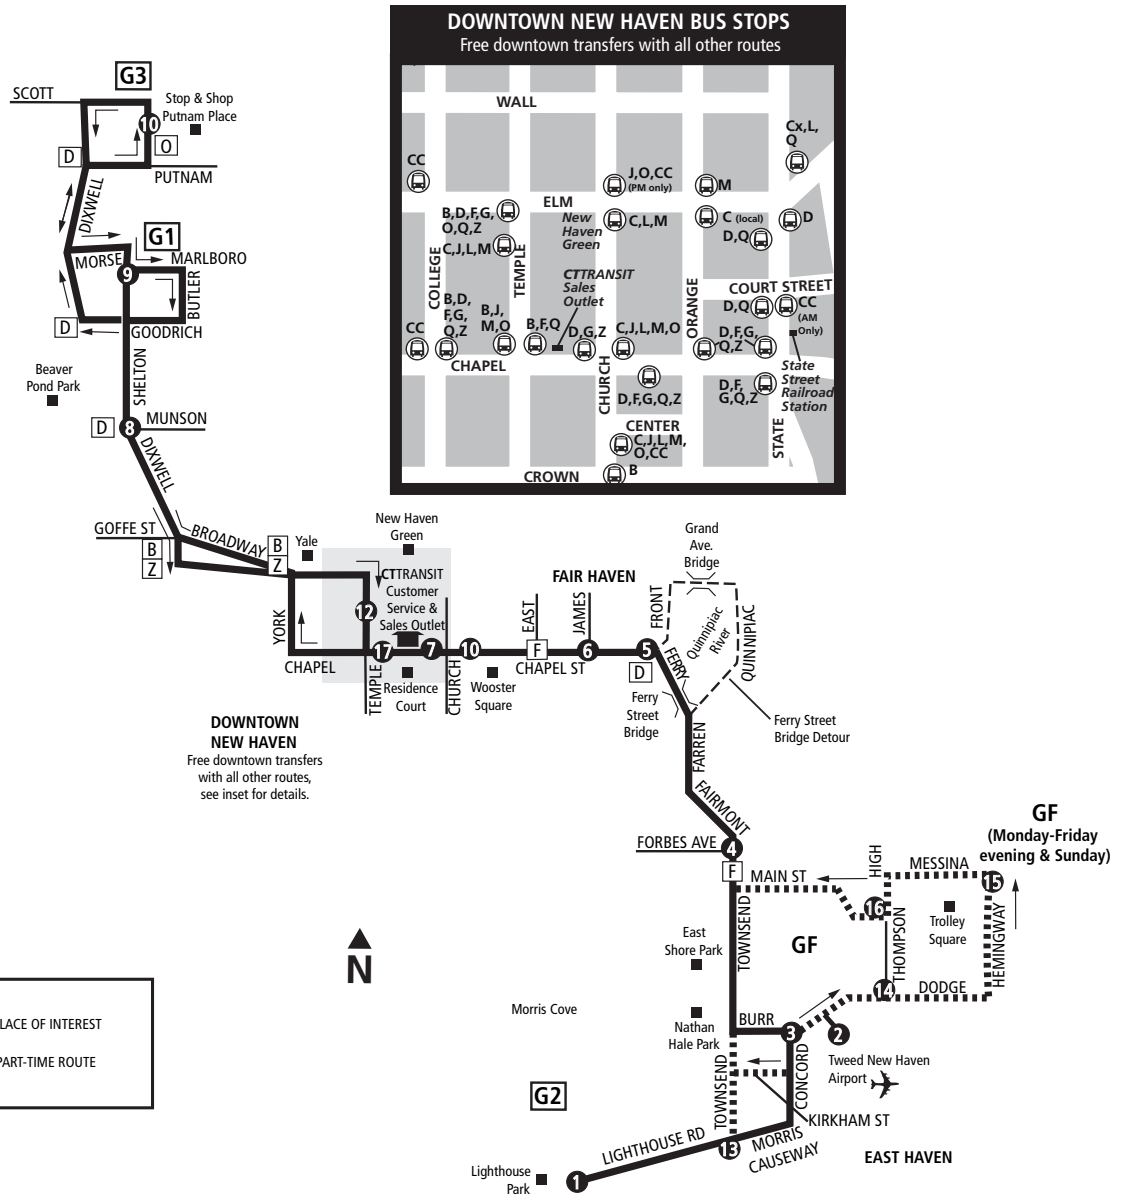 DOWNTOWN NEW HAVEN BUS STOPS
Free downtown transfers with all other routes
WALL
Cx,L,
Q
CC
J,O,CC
(PM only)
M
ELM
B,D,F,G,
O,Q,Z
New
Haven
Green
C,L,M
C (local)
D
D,Q
C,J,L,M
COLLEGE
TEMPLE
CTTRANSIT
Sales
Outlet
ORANGE
COURT STREET
B,D,
F,G,
Q,Z
B,J,
M,O
D,Q
CC
(AM
Only)
CC
B,F,Q
D,G,Z
C,J,L,M,O
D,F,G,
Q,Z
CHAPEL
CHURCH
State
Street
Railroad
Station
D,F,G,Q,Z
D,F,
G,Q,Z
CENTER
C,J,L,M,
O,CC
STATE
CROWN
B
G3
SCOTT
Stop & Shop
Putnam Place
10
D
O
PUTNAM
DIXWELL
G1
MORSE
MARLBORO
9
BUTLER
D
GOODRICH
SHELTON
Beaver
Pond Park
D
8
MUNSON
DIXWELL
GOFFE ST
BROADWAY
B
Z
B
Z
Yale
New Haven
Green
CTTRANSIT
Customer
Service &
Sales Outlet
12
YORK
CHAPEL
17
7
10
TEMPLE
Residence
Court
CHURCH
Wooster
Square
FAIR HAVEN
EAST
JAMES
F
6
CHAPEL ST
5
D
FRONT
Grand
Ave.
Bridge
Quinnipiac
River
QUINNIPIAC
FERRY
Ferry
Street
Bridge
Ferry Street
Bridge Detour
DOWNTOWN
NEW HAVEN
Free downtown transfers
with all other routes,
see inset for details.
FARREN
FAIRMONT
FORBES AVE
4
F
GF
(Monday-Friday
evening & Sunday)
MAIN ST
HIGH
MESSINA
15
16
TOWNSEND
THOMPSON
Trolley
Square
HEMINGWAY
GF
East
Shore Park
14
DODGE
N
Morris Cove
Nathan
Hale Park
BURR
3
2
Tweed New Haven
Airport
TOWNSEND
CONCORD
G2
KIRKHAM ST
LIGHTHOUSE RD
13
MORRIS
CAUSEWAY
EAST HAVEN
Lighthouse
Park
1
LACE OF INTEREST
PART-TIME ROUTE